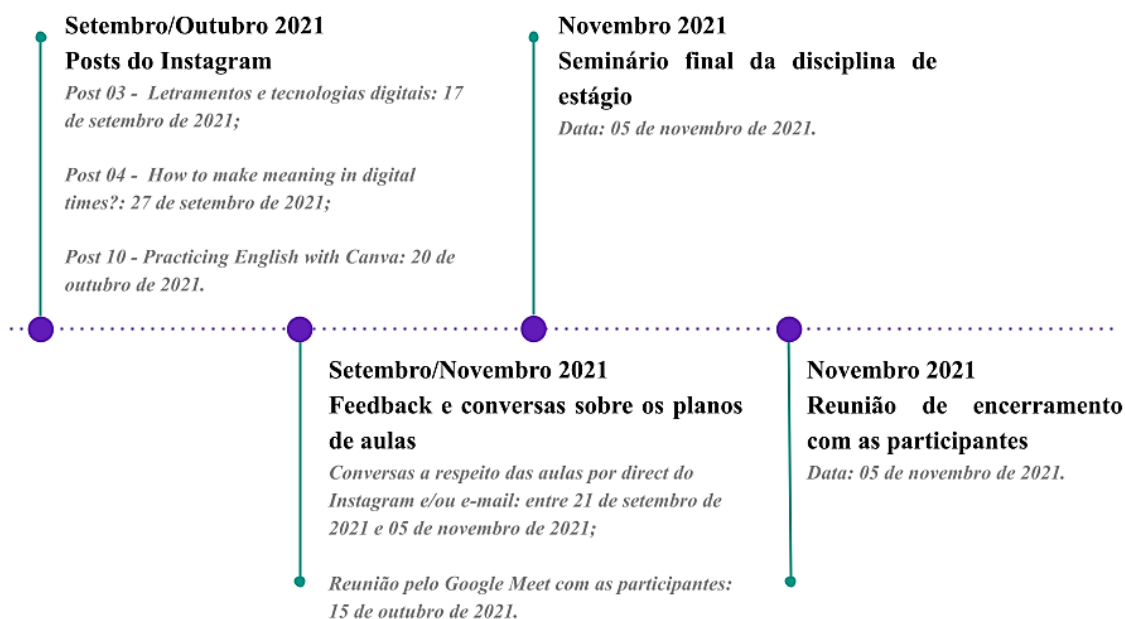 Setembro/Outubro 2021
Posts do Instagram
Post 03 - Letramentos e tecnologias digitais: 17
de setembro de 2021;
Post 04 - How to make meaning in digital
times?: 27 de setembro de 2021;
Post 10 - Practicing English with Canva: 20 de
outubro de 2021.
Setembro/Novembro 2021
Feedback e conversas sobre os planos
de aulas
Conversas a respeito das aulas por direct do
Instagram e/ou e-mail: entre 21 de setembro de
2021 e 05 de novembro de 2021;
Reunião pelo Google Meet com as participantes:
15 de outubro de 2021.
Novembro 2021
Seminário final da disciplina de
estágio
Data: 05 de novembro de 2021.
Novembro 2021
Reunião de encerramento
com as participantes
Data: 05 de novembro de 2021.